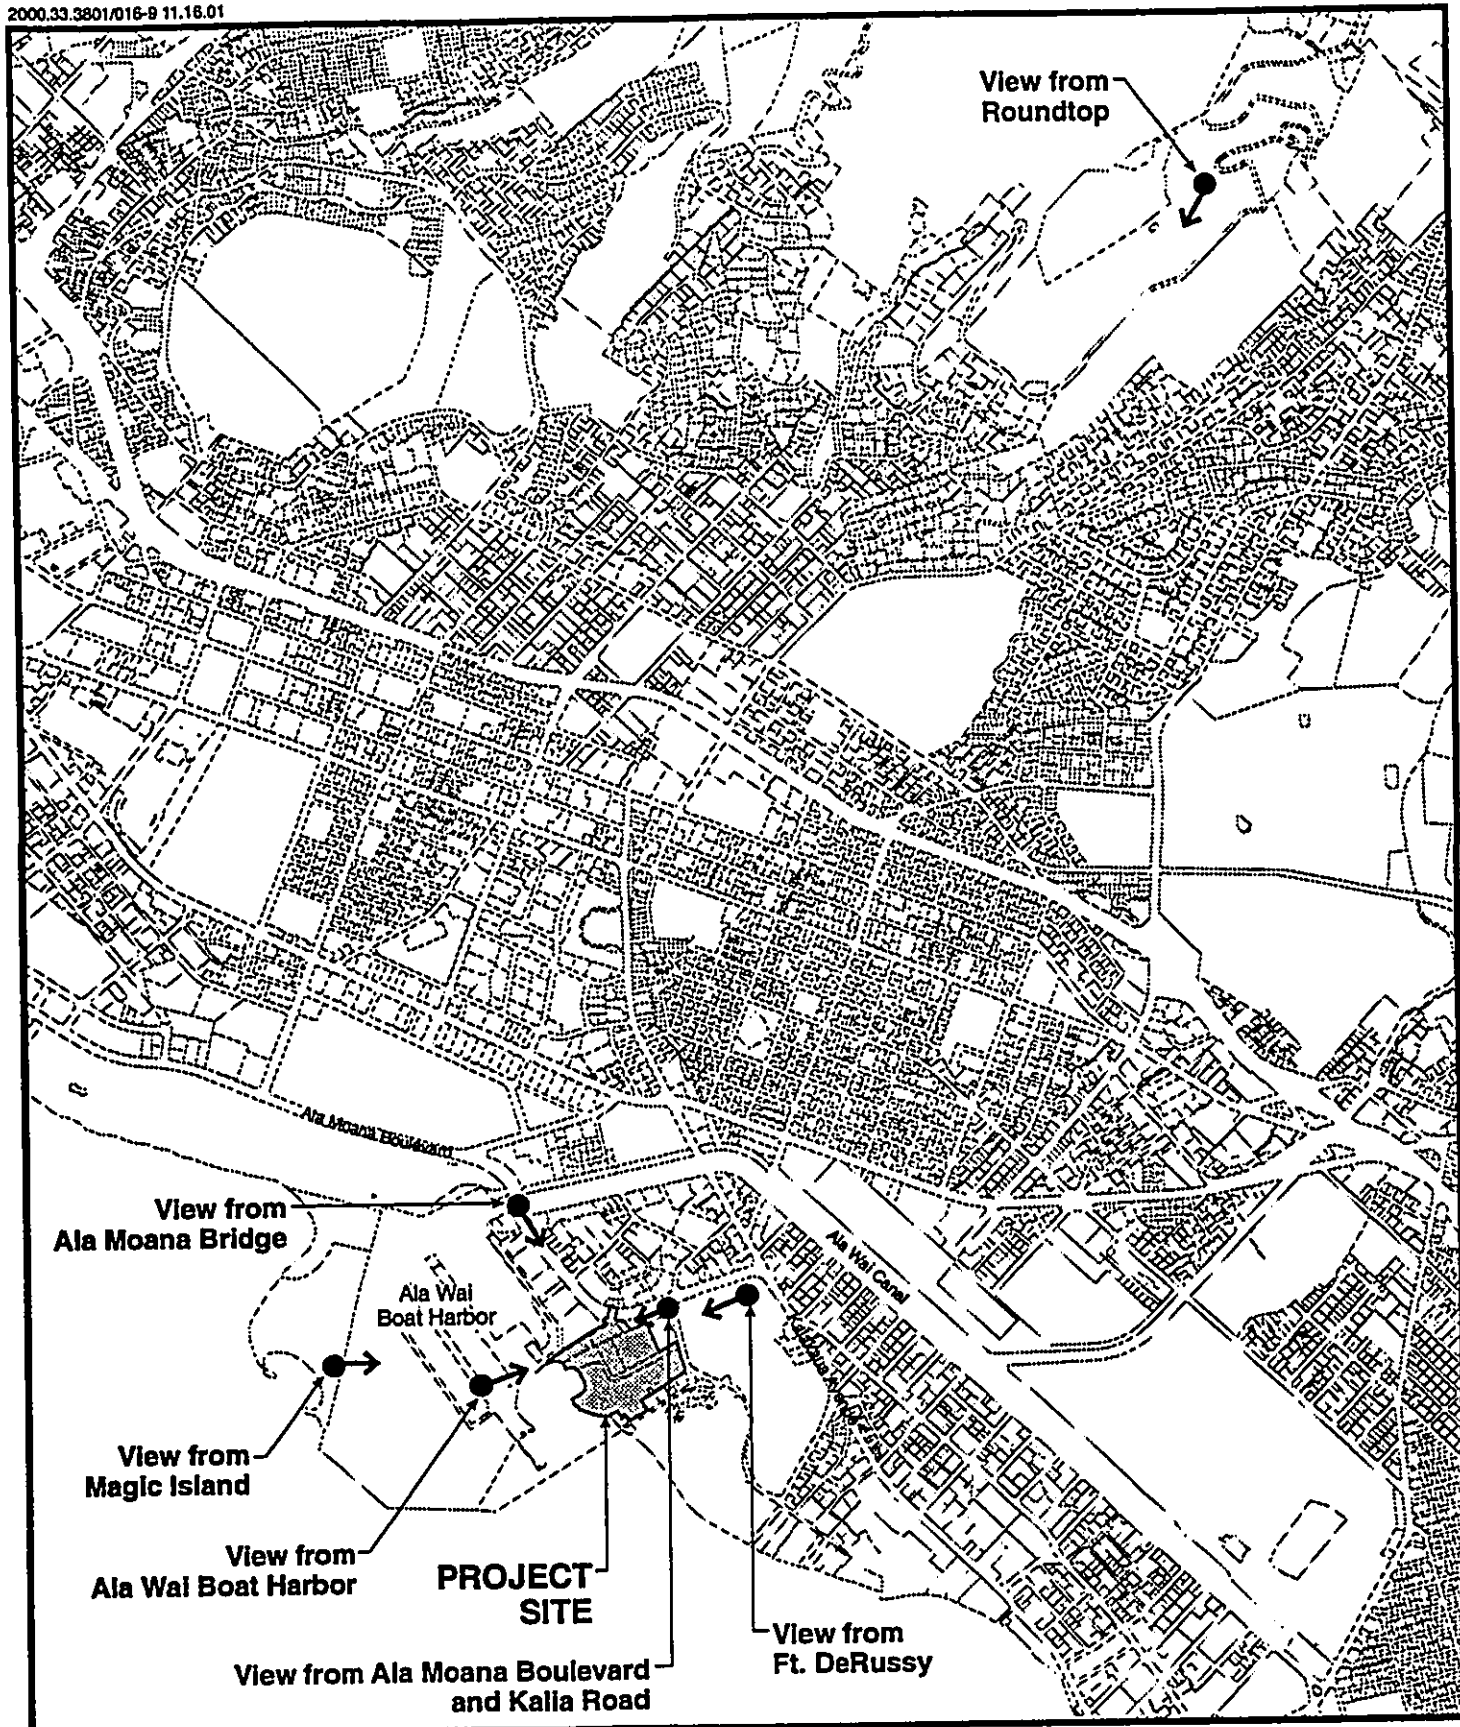 2000.33.3801/016-9 11.16.01
View from
Roundtop
Ala Moana Boulevard
View from
Ala Moana Bridge
Ala Wai Canal
Ala Wai
Boat Harbor
Kalakaua Avenue
View from
Magic Island
View from
Ala Wai Boat Harbor
PROJECT
SITE
View from
Ft. DeRussy
View from Ala Moana Boulevard
and Kalia Road